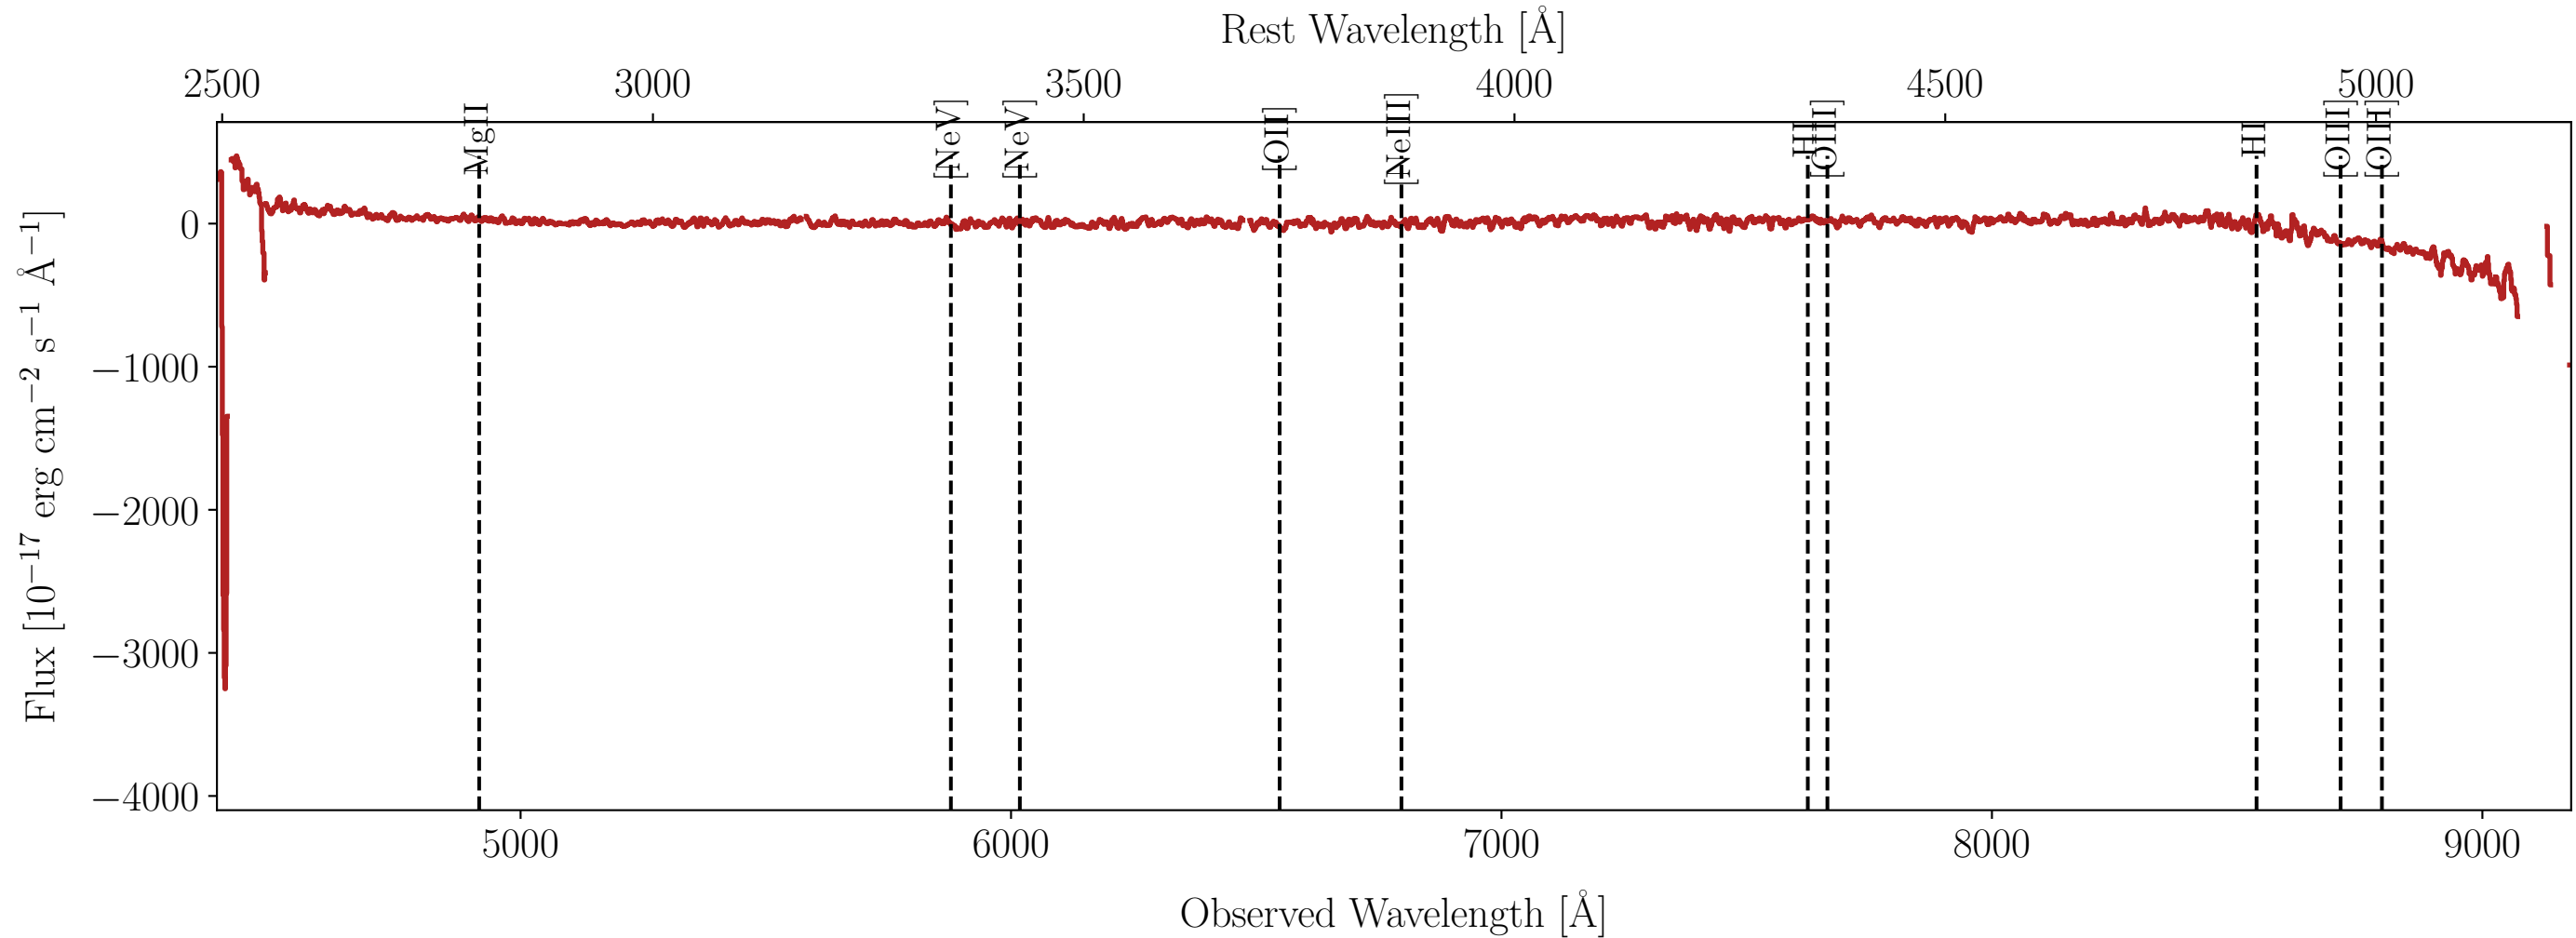 Rest Wavelength [Å]
2500 3000 3500 4000 4500 5000
MgII [NeV] [NeV] [OII] [NeIII] HI [OIII] HI [OIII] [OIII]
Flux [10⁻¹⁷ erg cm⁻² s⁻¹ Å⁻¹]
0
−1000
−2000
−3000
−4000
5000 6000 7000 8000 9000
Observed Wavelength [Å]